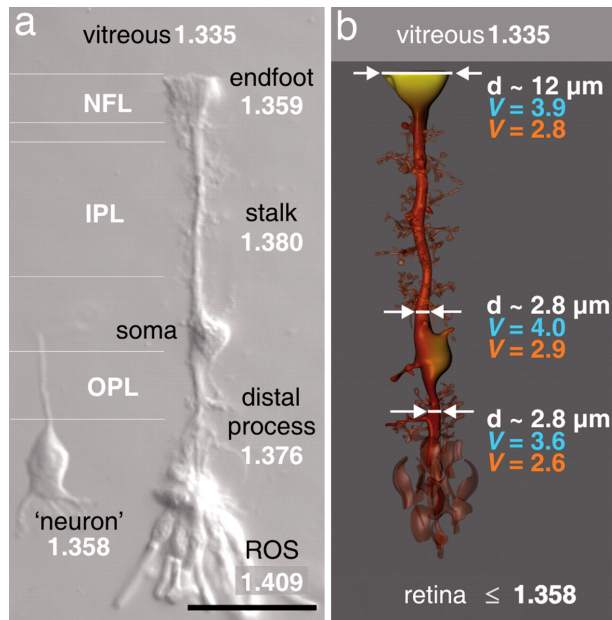 a
vitreous 1.335
endfoot
1.359
NFL
IPL
stalk
1.380
soma
OPL
distal
process
1.376
'neuron'
1.358
ROS
1.409
b
vitreous 1.335
d ~ 12 µm
V = 3.9
V = 2.8
d ~ 2.8 µm
V = 4.0
V = 2.9
d ~ 2.8 µm
V = 3.6
V = 2.6
retina ≤ 1.358